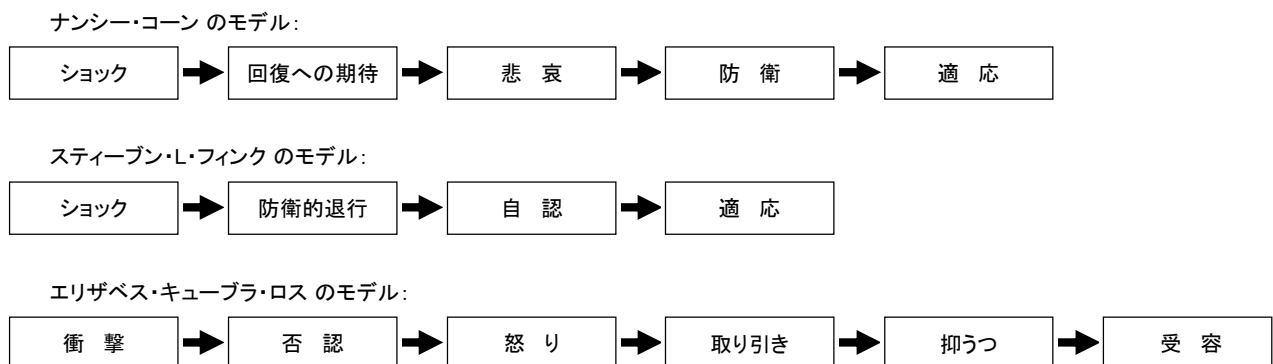 ナンシー・コーン のモデル：
ショック 回復への期待 悲 哀 防 衛 適 応
スティーブン・L・フィンク のモデル：
ショック 防衛的退行 自 認 適 応
エリザベス・キューブラ・ロス のモデル：
衝 撃 否 認 怒 り 取り引き 抑うつ 受 容